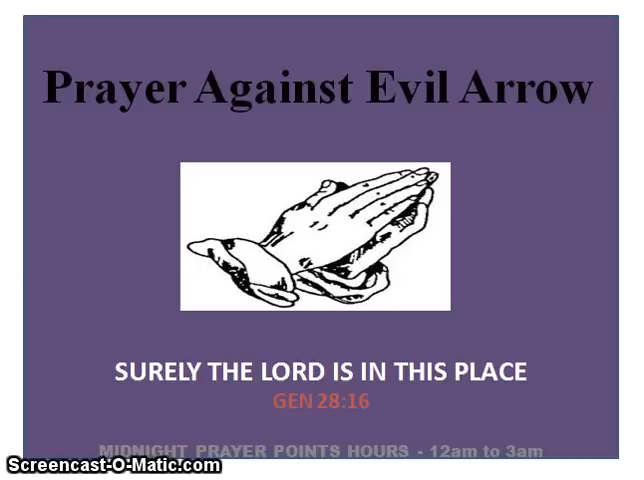 Prayer Against Evil Arrow
SURELY THE LORD IS IN THIS PLACE
GEN 28:16
MIDNIGHT PRAYER POINTS HOURS - 12am to 3am
Screencast-O-Matic.com